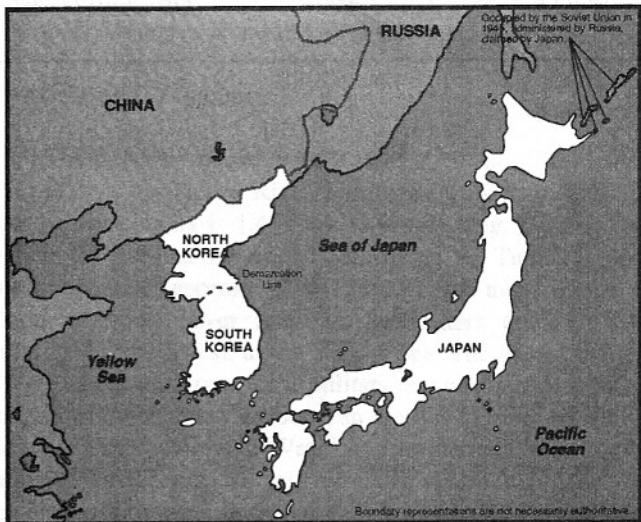 Occupied by the Soviet Union in
1945, administered by Russia,
claimed by Japan.
RUSSIA
CHINA
NORTH
KOREA
Sea of Japan
Demarcation
Line
SOUTH
KOREA
JAPAN
Yellow
Sea
Pacific
Ocean
Boundary representations are not necessarily authoritative.